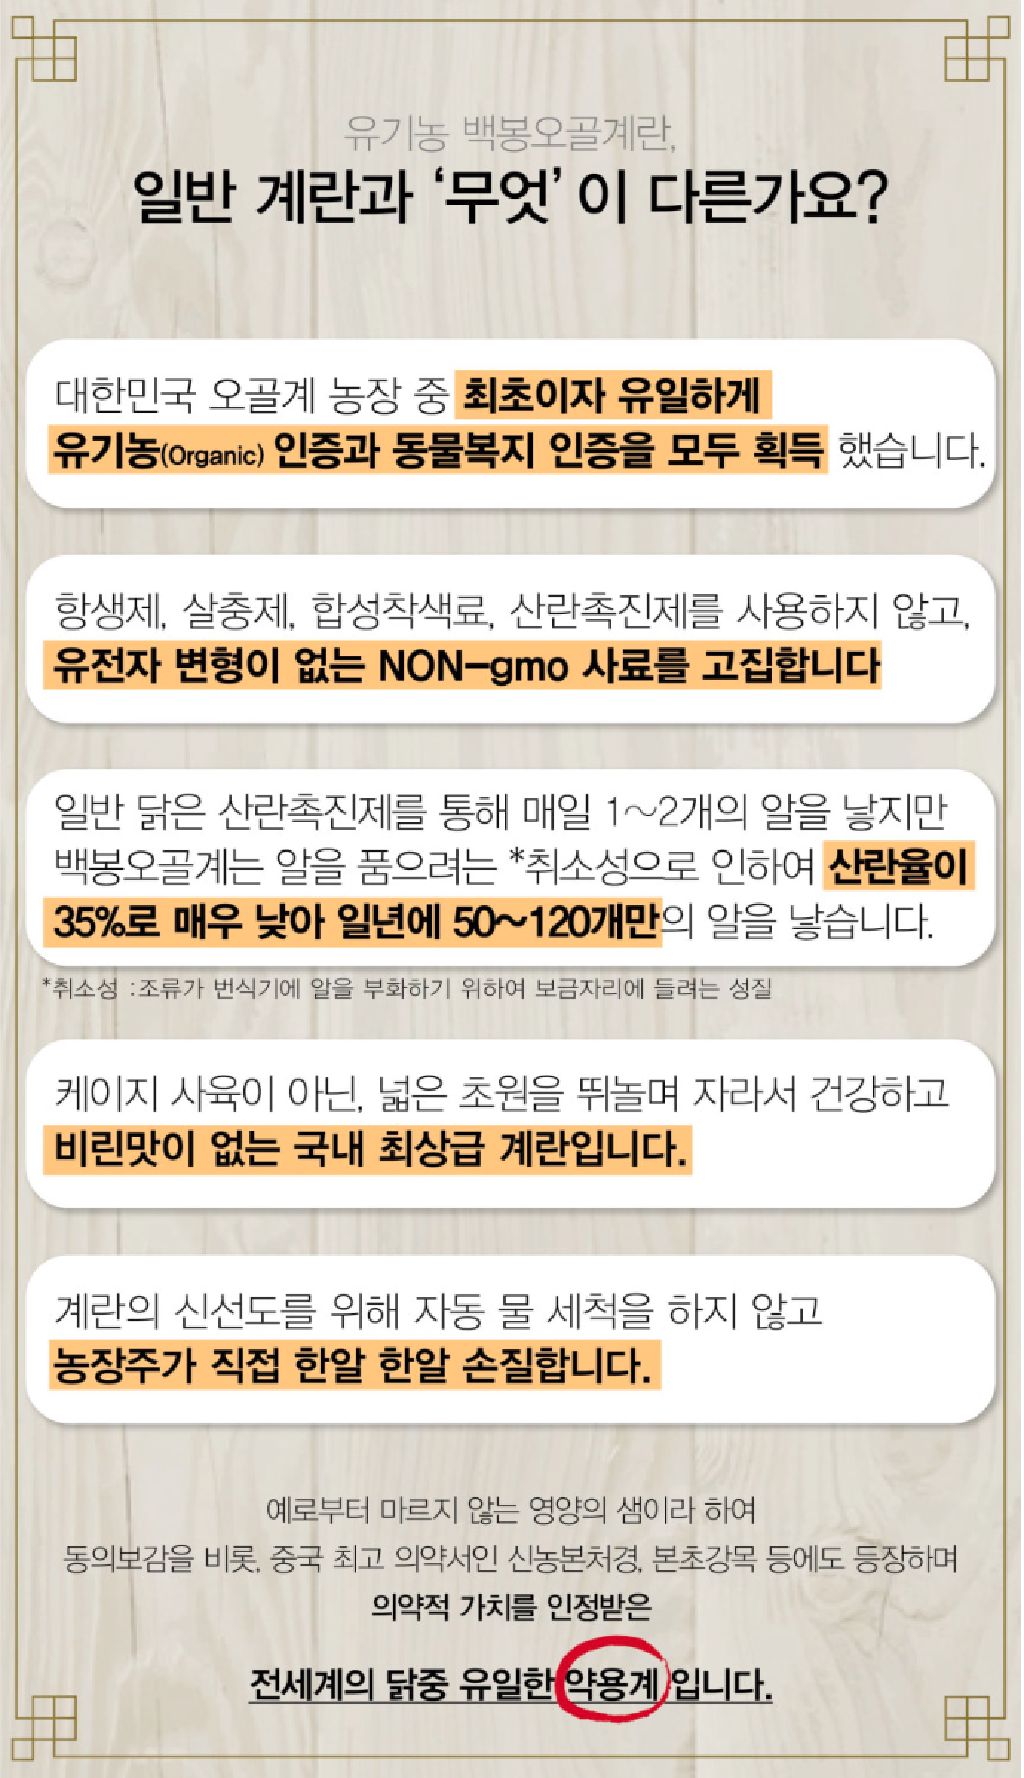 유기농 백봉오골계란,
일반 계란과 ‘무엇’이 다른가요?
대한민국 오골계 농장 중 최초이자 유일하게
유기농(Organic) 인증과 동물복지 인증을 모두 획득 했습니다.
항생제, 살충제, 합성착색료, 산란촉진제를 사용하지 않고,
유전자 변형이 없는 NON-gmo 사료를 고집합니다
일반 닭은 산란촉진제를 통해 매일 1~2개의 알을 낳지만
백봉오골계는 알을 품으려는 *취소성으로 인하여 산란율이
35%로 매우 낮아 일년에 50~120개만의 알을 낳습니다.
*취소성 :조류가 번식기에 알을 부화하기 위하여 보금자리에 들려는 성질
케이지 사육이 아닌, 넓은 초원을 뛰놀며 자라서 건강하고
비린맛이 없는 국내 최상급 계란입니다.
계란의 신선도를 위해 자동 물 세척을 하지 않고
농장주가 직접 한알 한알 손질합니다.
예로부터 마르지 않는 영양의 샘이라 하여
동의보감을 비롯, 중국 최고 의약서인 신농본처경, 본초강목 등에도 등장하며
의약적 가치를 인정받은
전세계의 닭중 유일한 약용계 입니다.